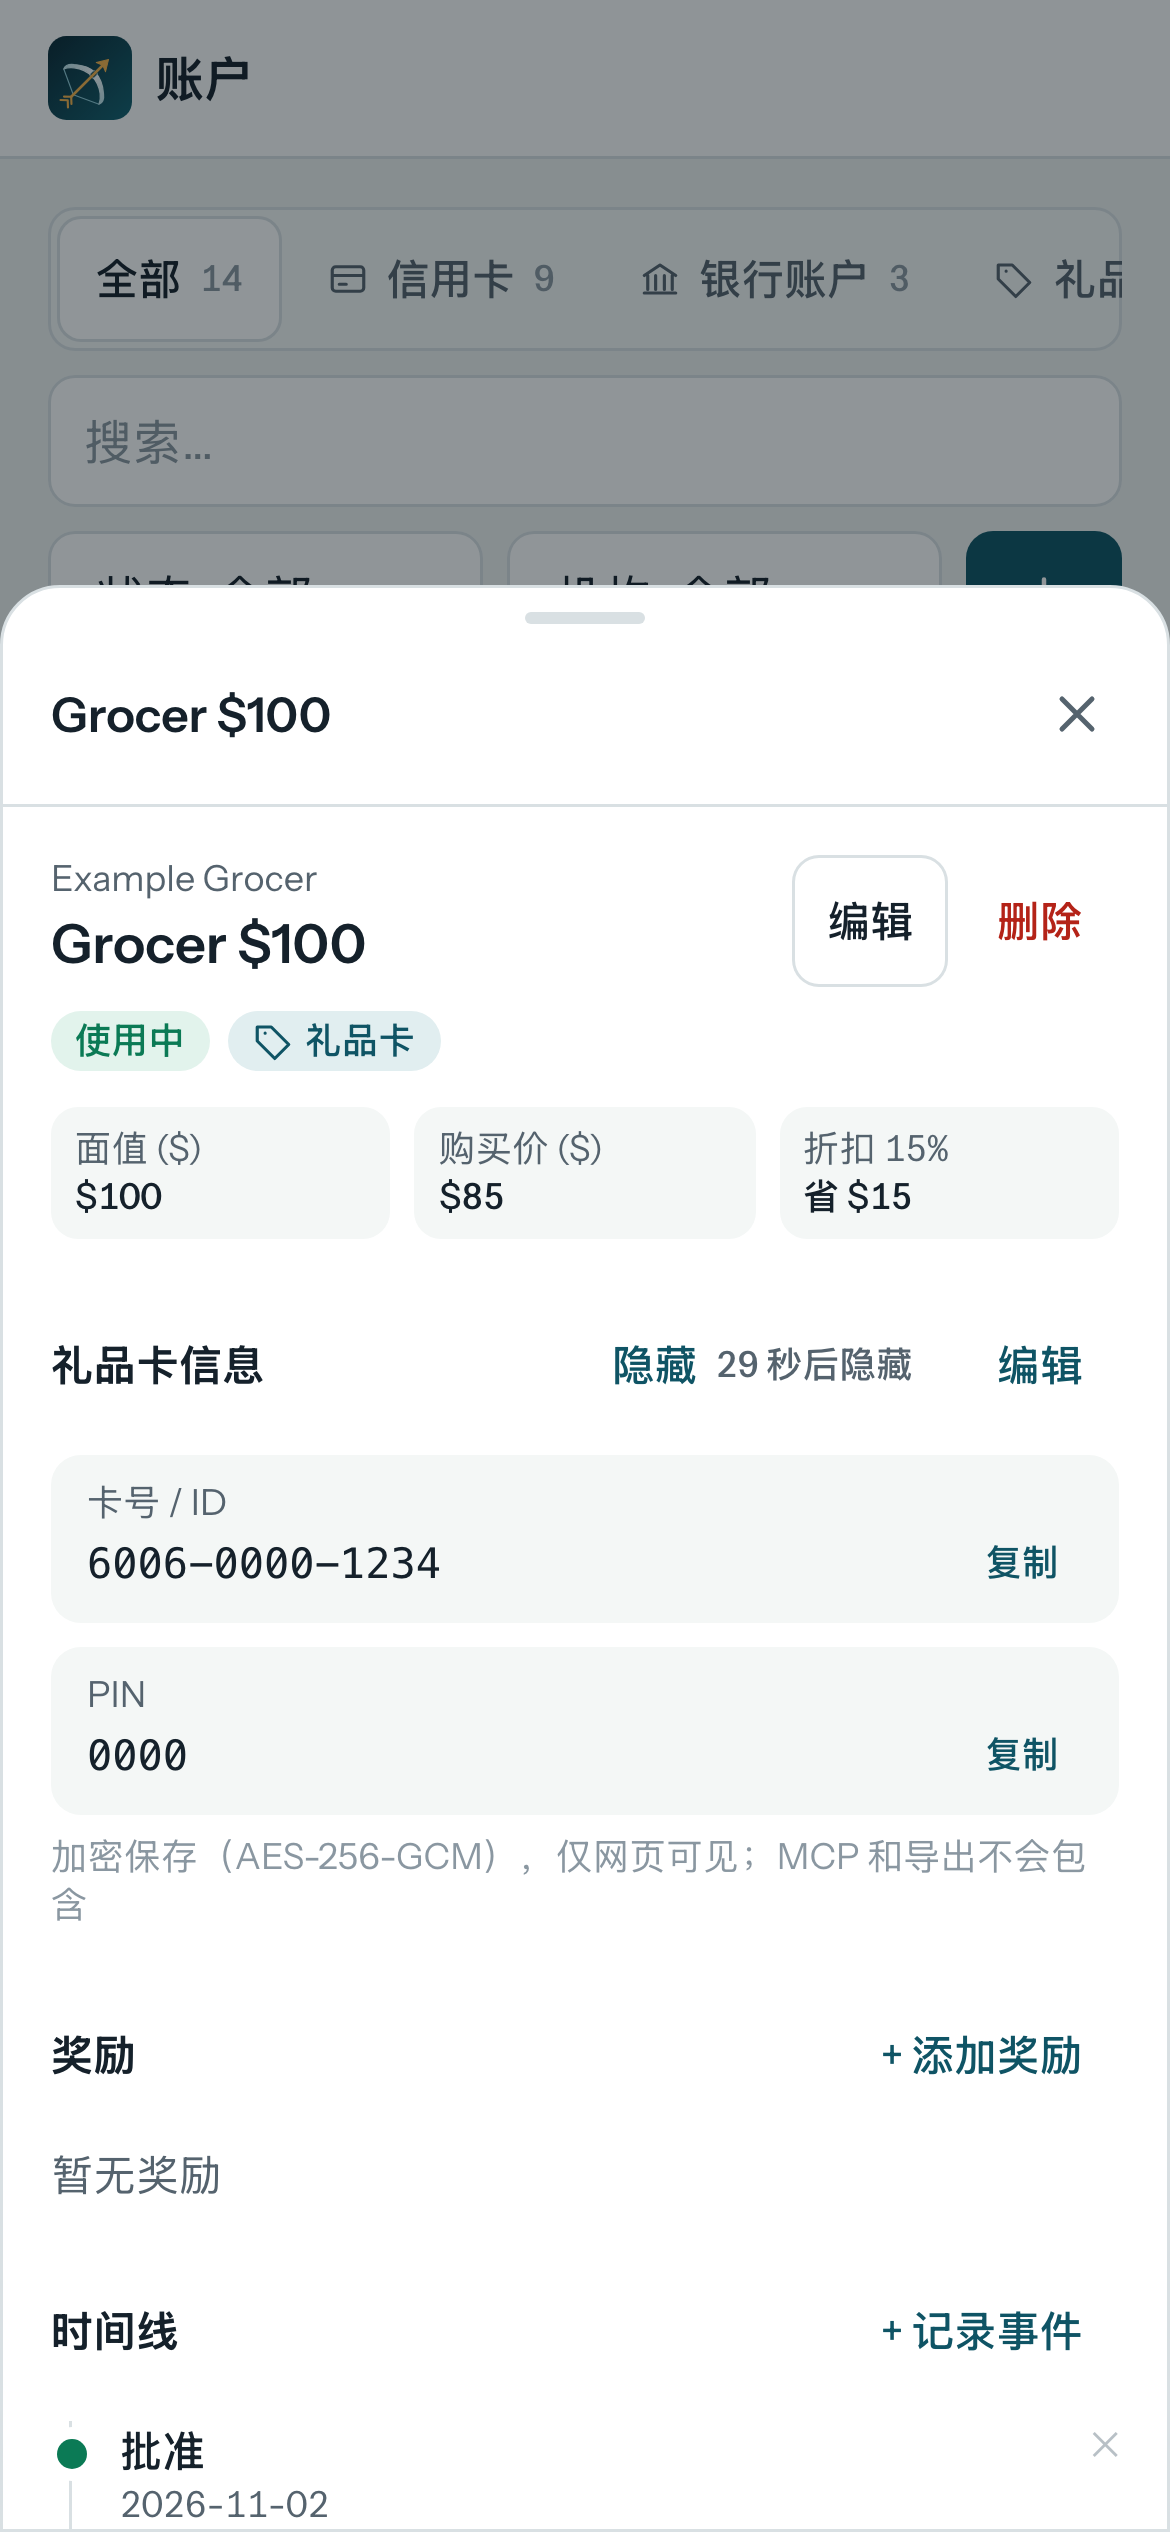 账户
全部 14 信用卡 9 银行账户 3 礼品
搜索...
Grocer $100
Example Grocer
Grocer $100
编辑 删除
使用中 礼品卡
面值 ($) 购买价 ($) 折扣 15%
$100 $85 省 $15
礼品卡信息 隐藏 29 秒后隐藏 编辑
卡号 / ID
6006-0000-1234 复制
PIN
0000 复制
加密保存（AES-256-GCM），仅网页可见；MCP 和导出不会包
含
奖励 + 添加奖励
暂无奖励
时间线 + 记录事件
批准
2026-11-02